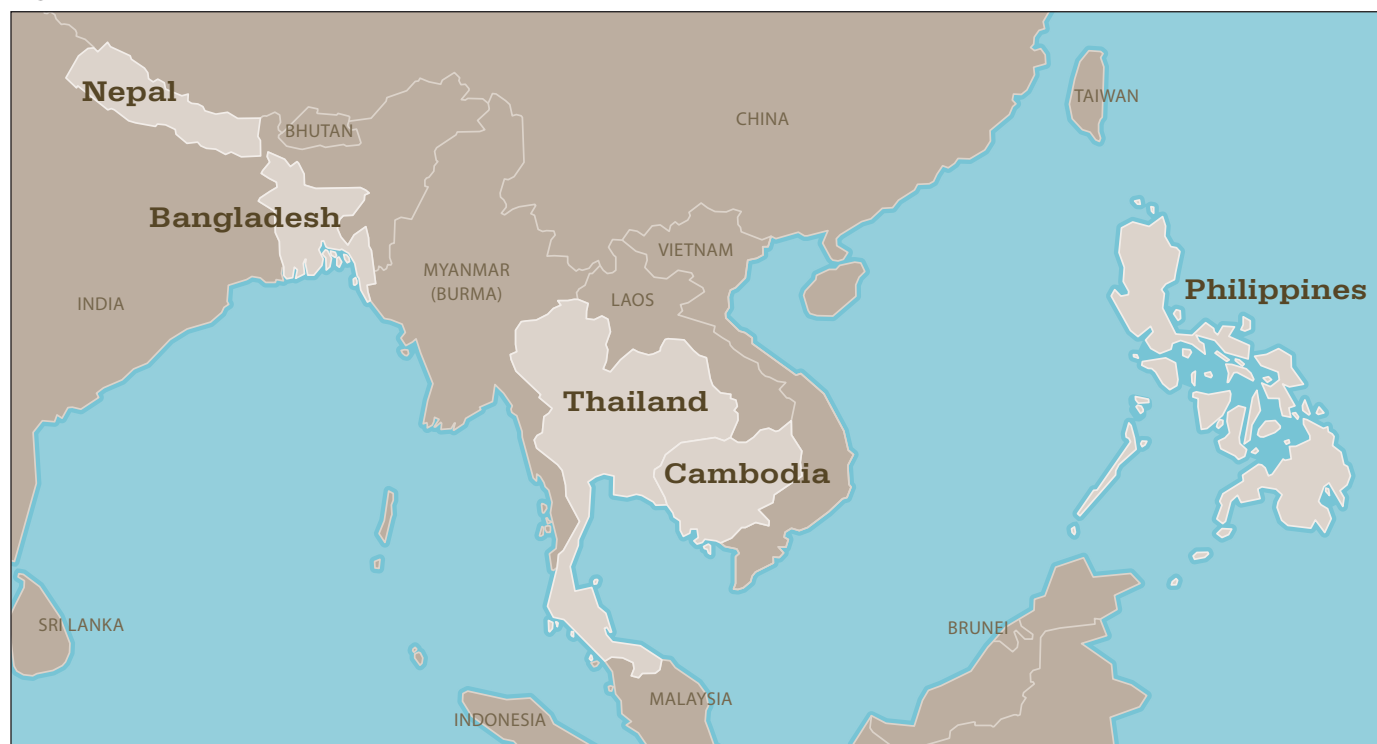 Nepal
TAIWAN
CHINA
BHUTAN
Bangladesh
VIETNAM
MYANMAR
(BURMA)
LAOS
INDIA
Philippines
Thailand
Cambodia
SRI LANKA
BRUNEI
MALAYSIA
INDONESIA